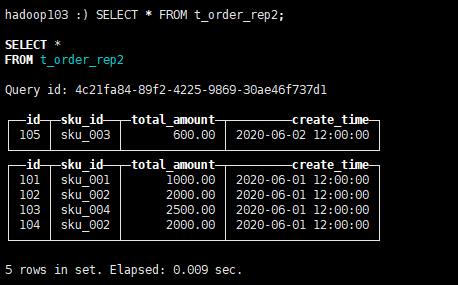 hadoop103 :) SELECT * FROM t_order_rep2;
SELECT *
FROM t_order_rep2
Query id: 4c21fa84-89f2-4225-9869-30ae46f737d1
id sku_id total_amount create_time
105 sku_003 600.00 2020-06-02 12:00:00
id sku_id total_amount create_time
101 sku_001 1000.00 2020-06-01 12:00:00
102 sku_002 2000.00 2020-06-01 12:00:00
103 sku_004 2500.00 2020-06-01 12:00:00
104 sku_002 2000.00 2020-06-01 12:00:00
5 rows in set. Elapsed: 0.009 sec.